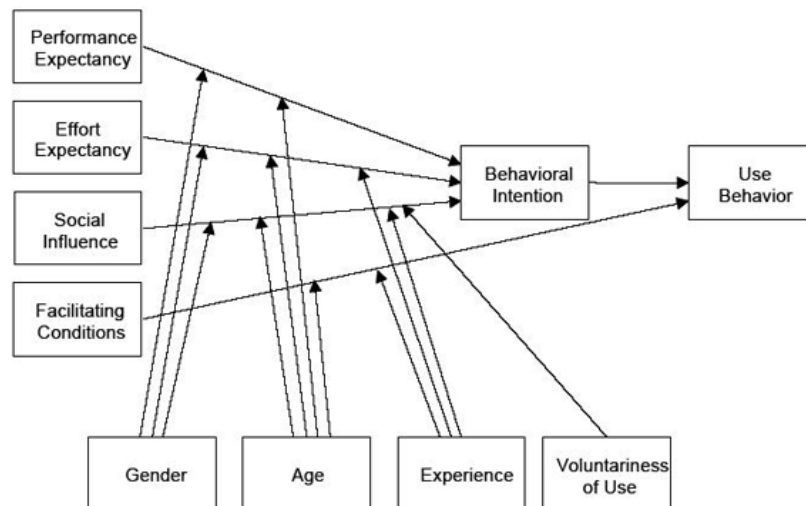 Performance
Expectancy
Effort
Expectancy
Social
Influence
Facilitating
Conditions
Behavioral
Intention
Use
Behavior
Gender
Age
Experience
Voluntariness
of Use